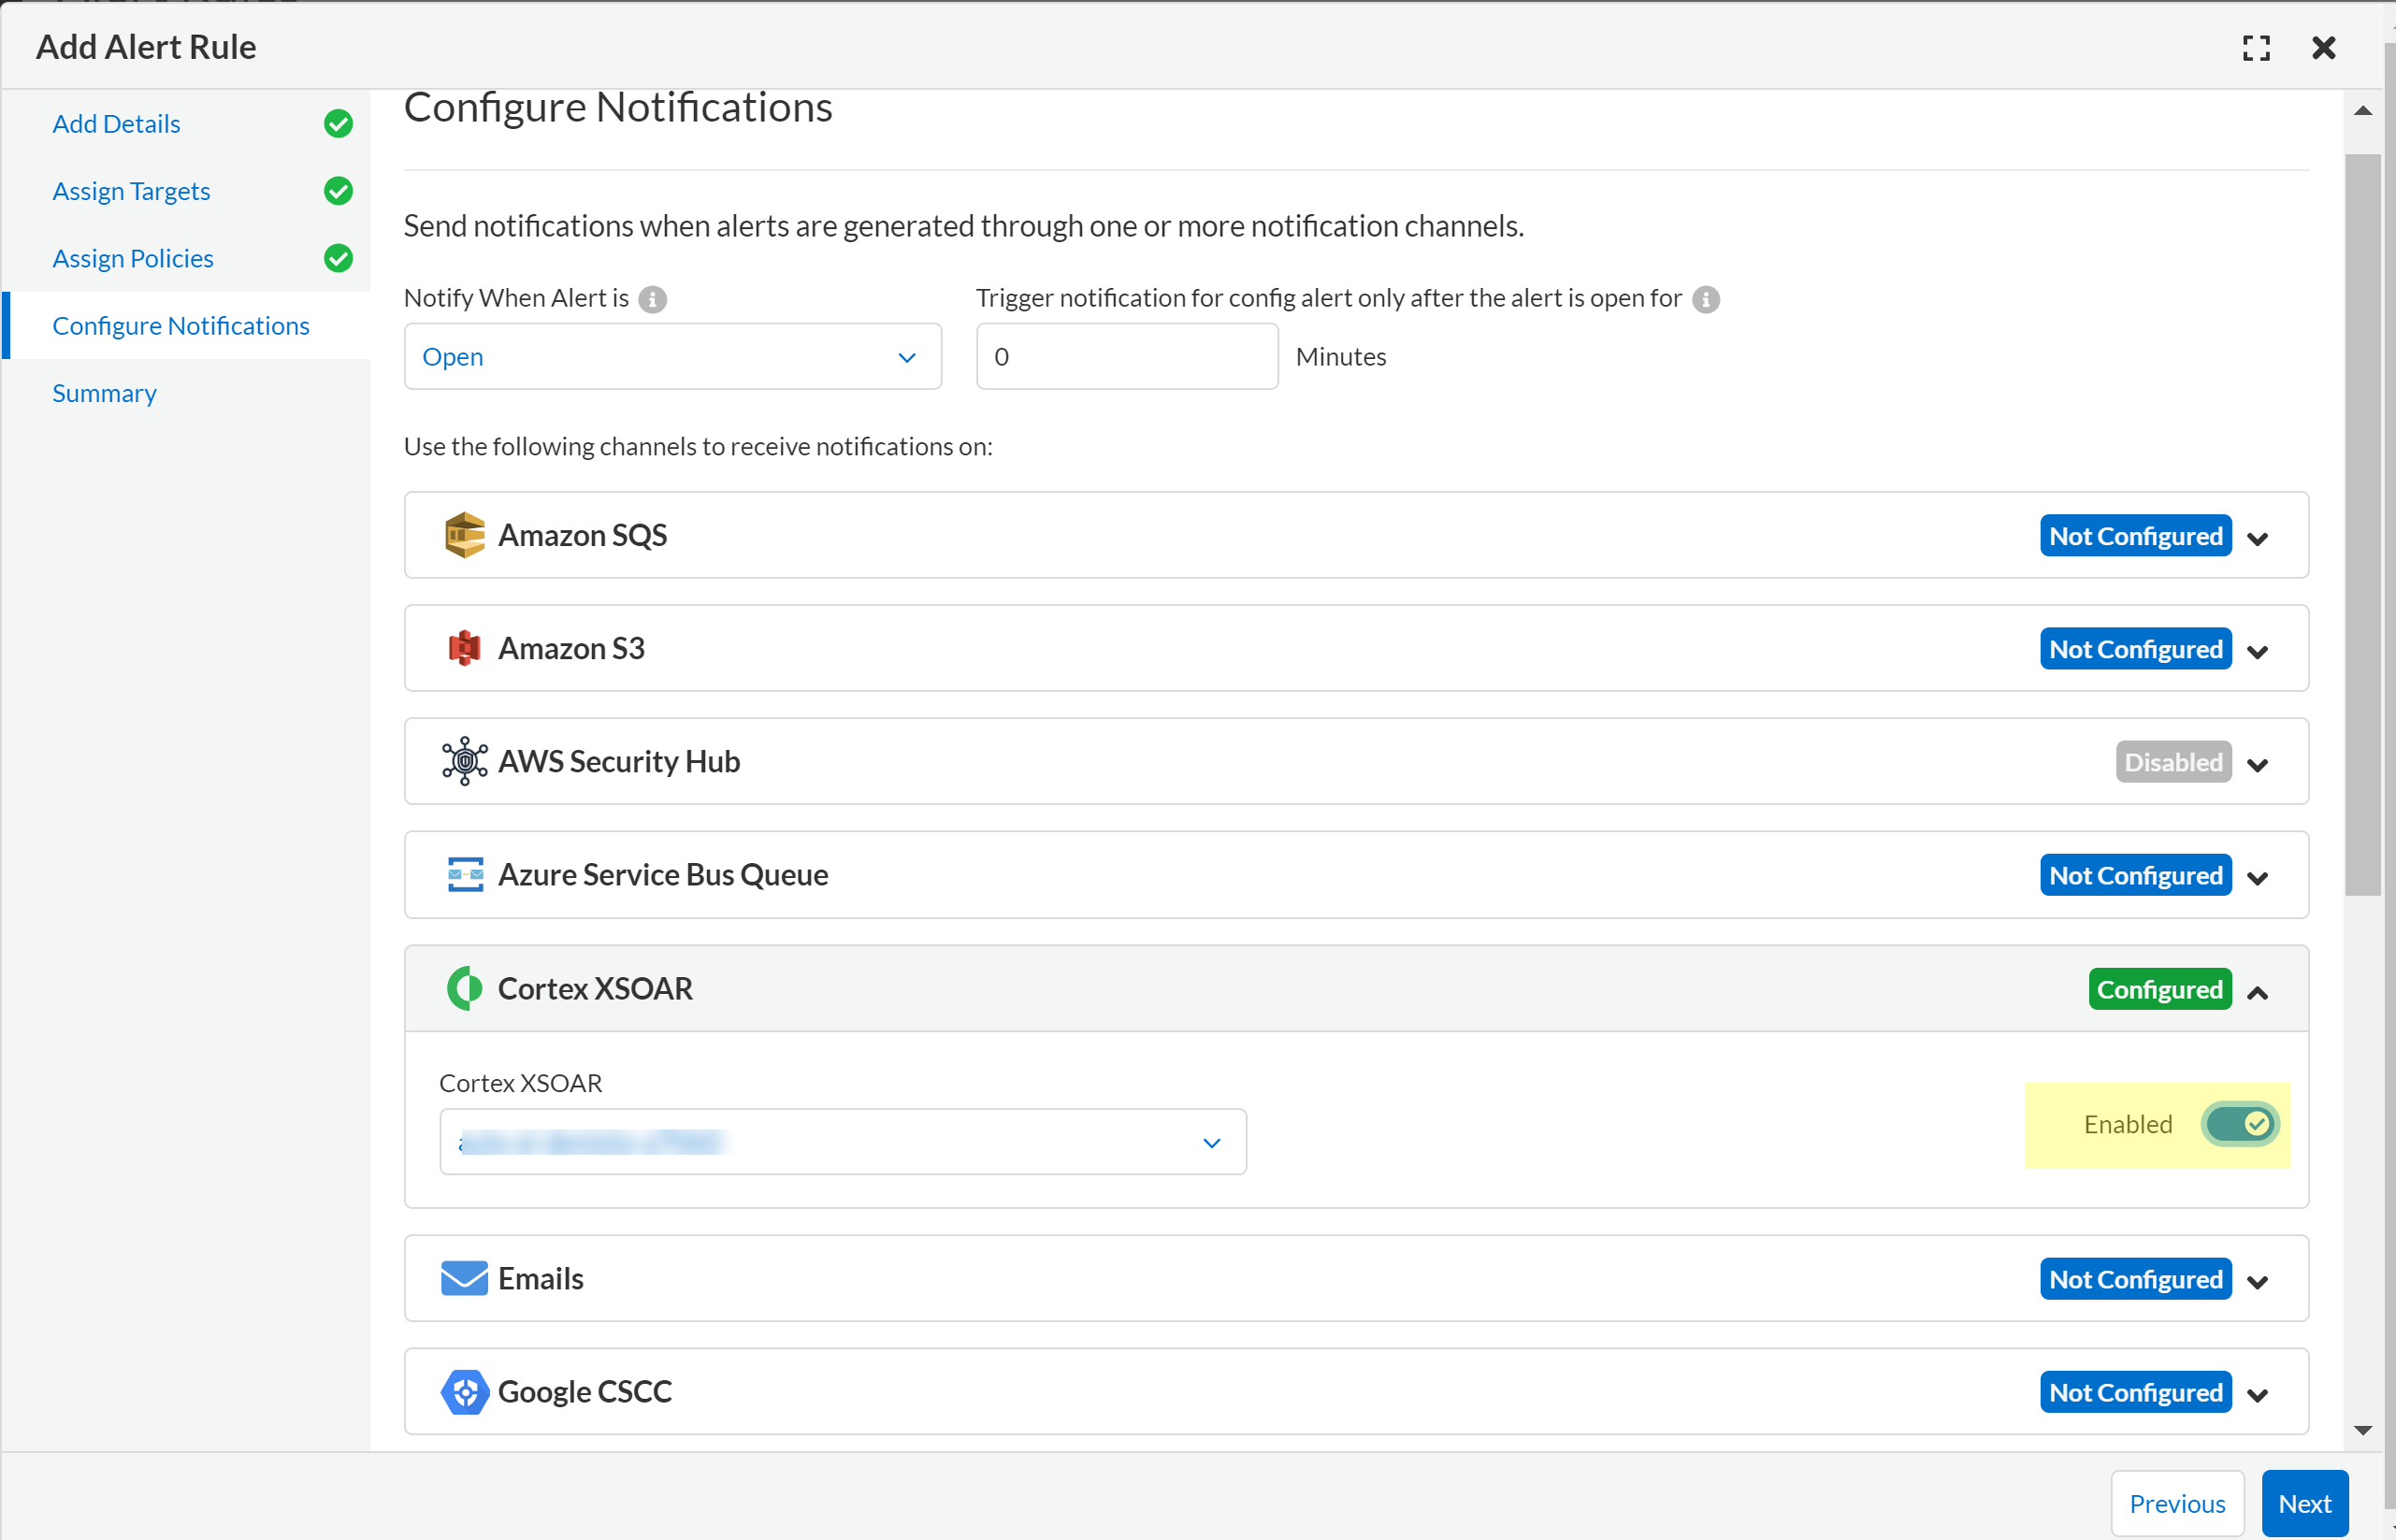 Add Alert Rule
Add Details
Assign Targets
Assign Policies
Configure Notifications
Summary
Configure Notifications
Send notifications when alerts are generated through one or more notification channels.
Notify When Alert is
Trigger notification for config alert only after the alert is open for
Open
0
Minutes
Use the following channels to receive notifications on:
Amazon SQS
Not Configured
Amazon S3
Not Configured
AWS Security Hub
Disabled
Azure Service Bus Queue
Not Configured
Cortex XSOAR
Configured
Cortex XSOAR
Enabled
Emails
Not Configured
Google CSCC
Not Configured
Previous
Next